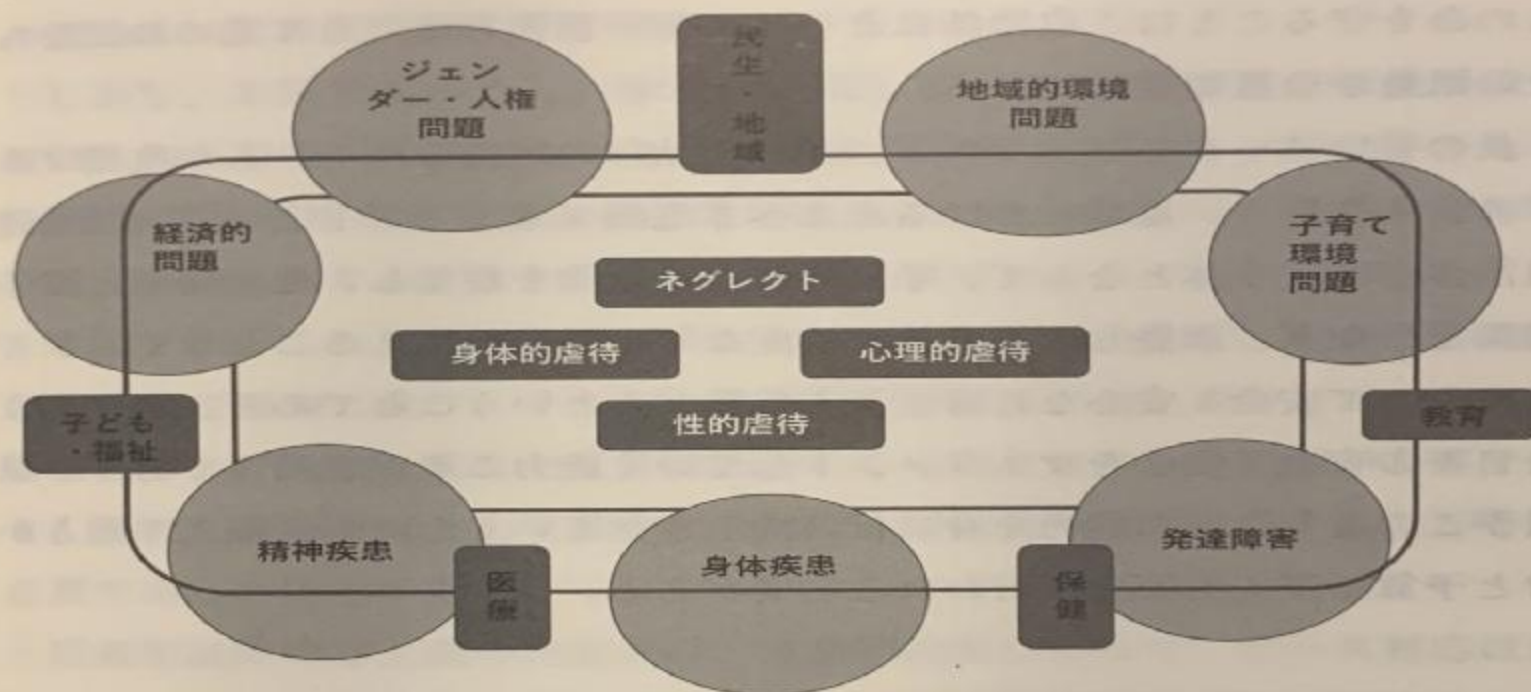 ジェン
ダー・人権
問題
民生・地域
地域的環境
問題
経済的
問題
子育て
環境
問題
ネグレクト
身体的虐待
心理的虐待
性的虐待
子ども
・福祉
教育
精神疾患
医療
身体疾患
保健
発達障害